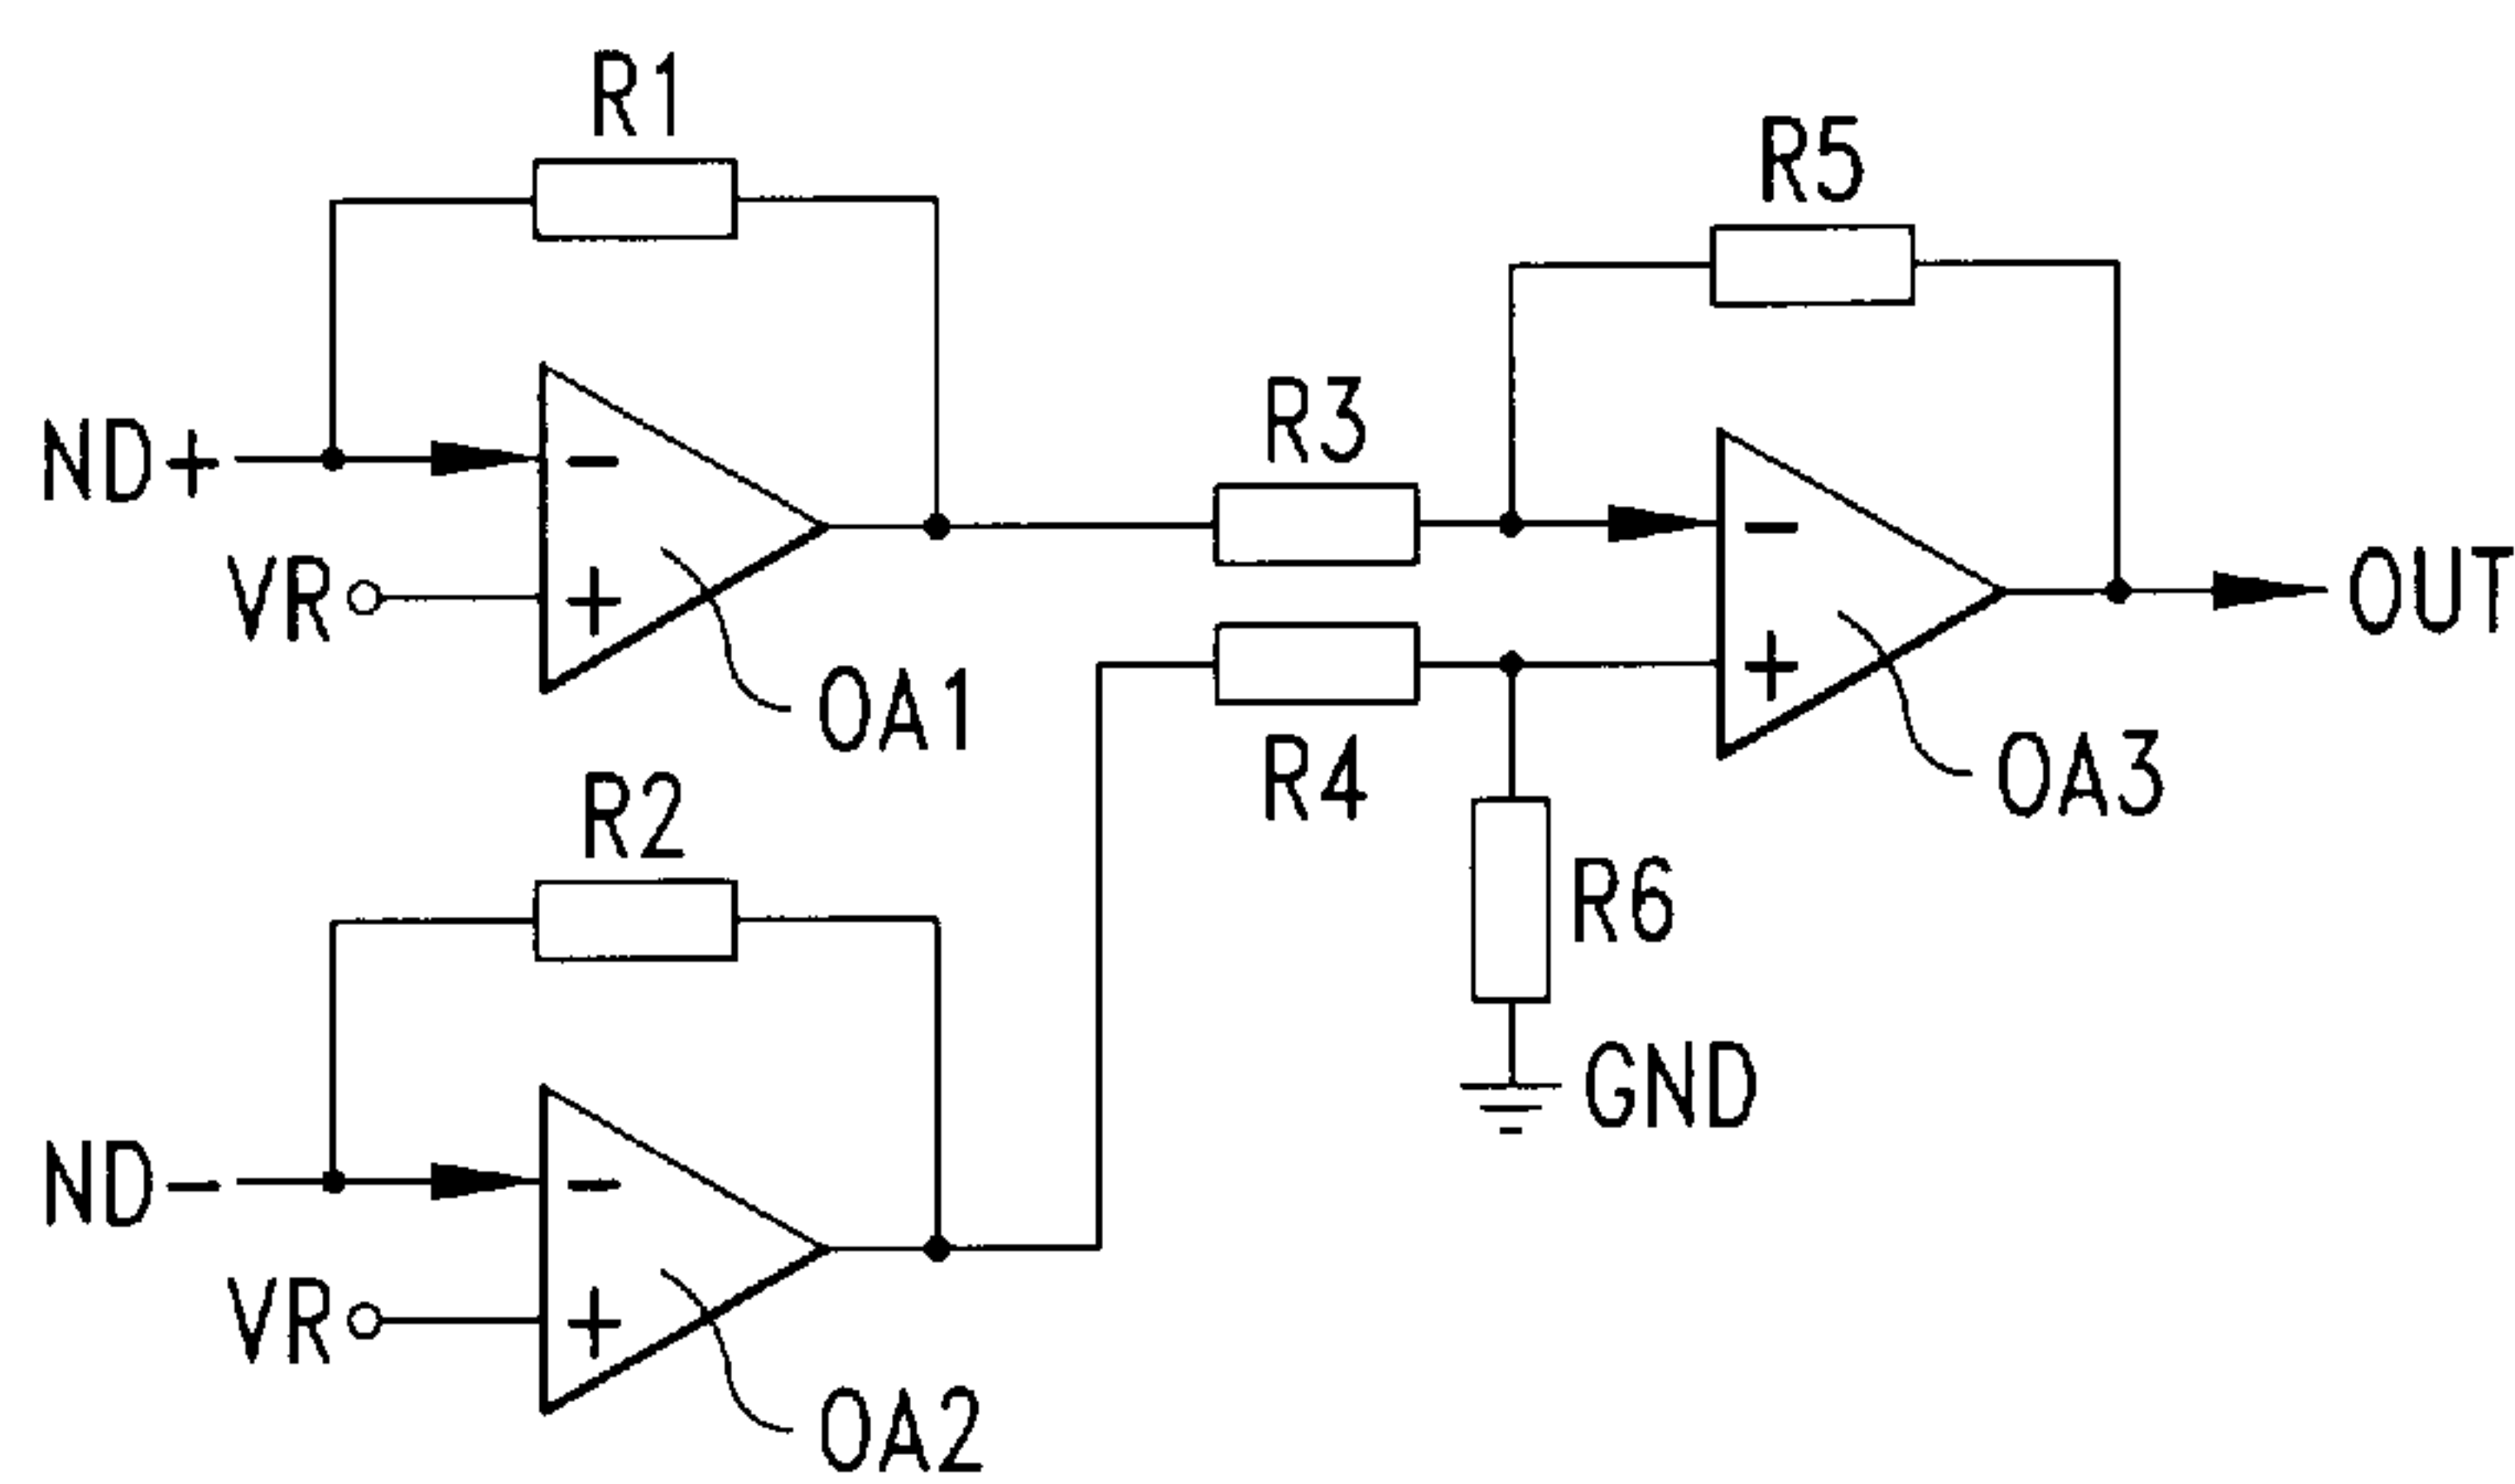 R1
R5
R3
ND+
−
−
OUT
VR
+
+
OA1
R4
OA3
R2
R6
GND
ND−
−
VR
+
OA2